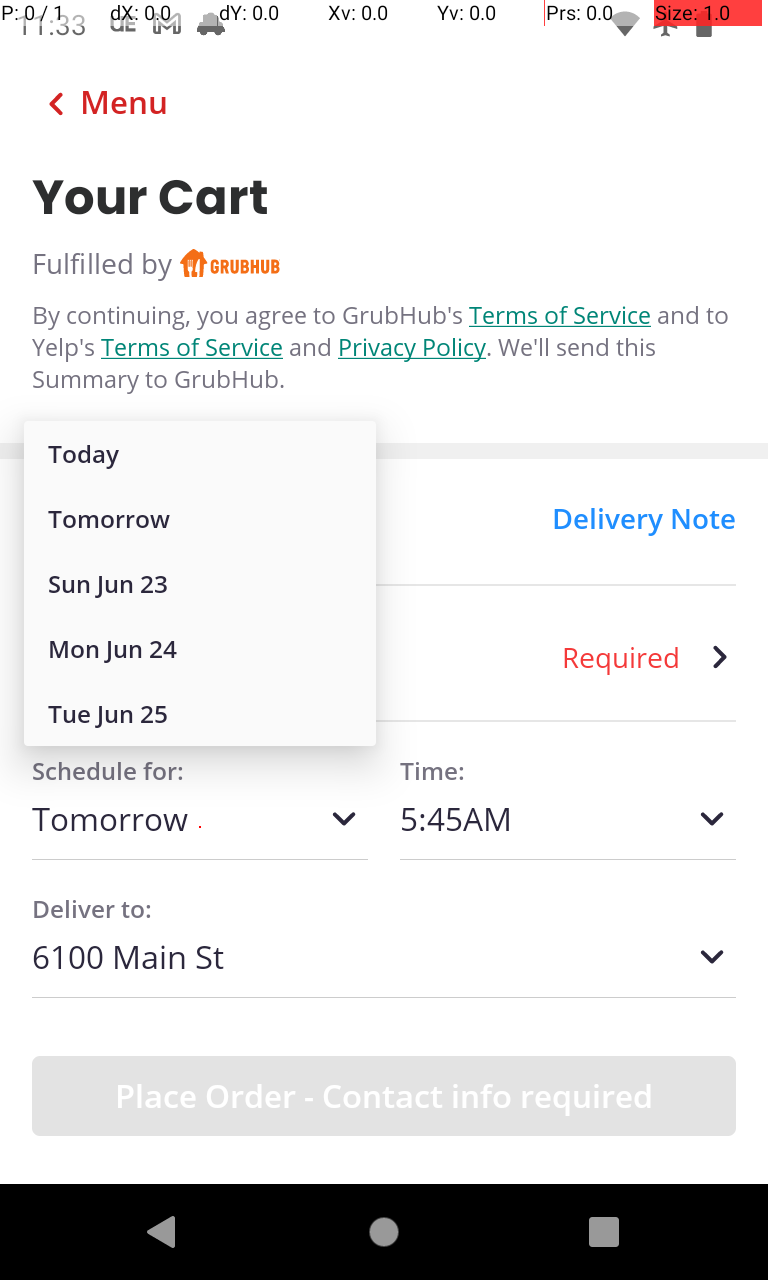 P: 0 / 1 dX: 0.0 dY: 0.0 Xv: 0.0 Yv: 0.0 Prs: 0.0 Size: 1.0
11:33
Menu
Your Cart
Fulfilled by GRUBHUB
By continuing, you agree to GrubHub's Terms of Service and to
Yelp's Terms of Service and Privacy Policy. We'll send this
Summary to GrubHub.
Today
Tomorrow
Delivery Note
Sun Jun 23
Mon Jun 24
Required
Tue Jun 25
Schedule for: Time:
Tomorrow 5:45AM
Deliver to:
6100 Main St
Place Order - Contact info required